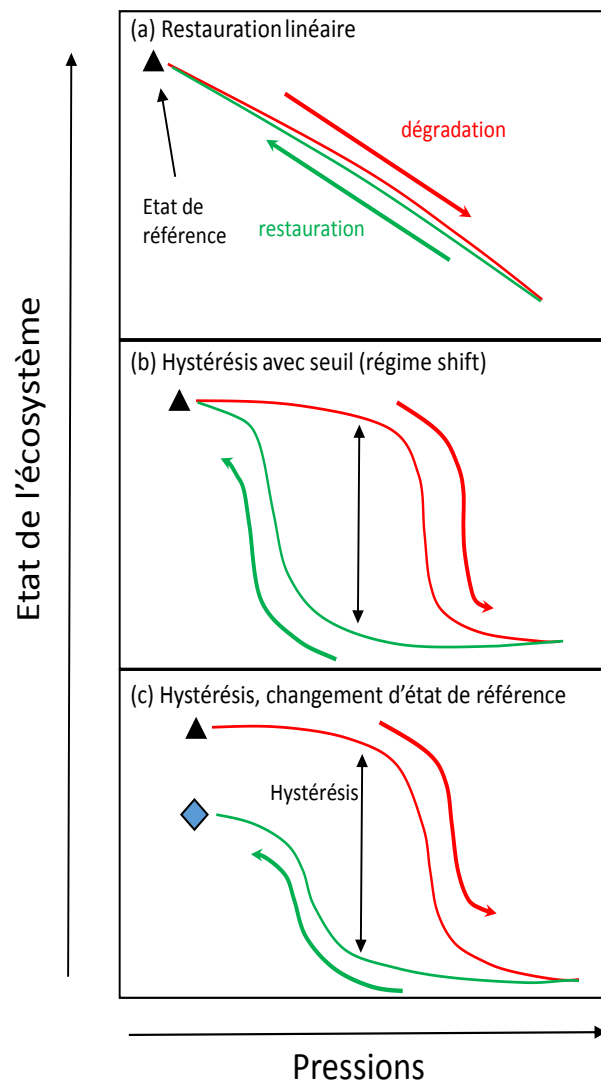 (a) Restauration linéaire
dégradation
Etat de
référence
restauration
Etat de l'écosystème
(b) Hystérésis avec seuil (régime shift)
(c) Hystérésis, changement d'état de référence
Hystérésis
Pressions